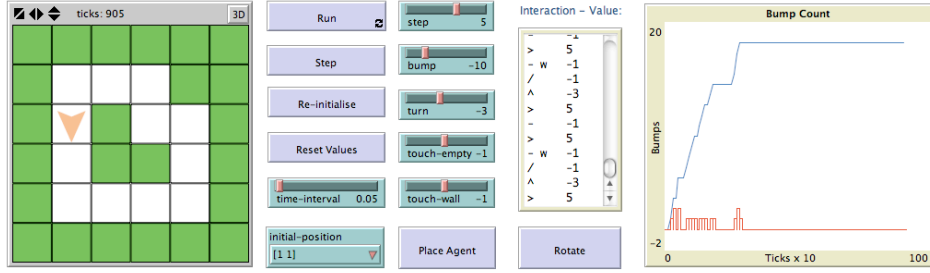 ticks: 905
3D
Run
Step
Re-initialise
Reset Values
time-interval 0.05
initial-position
[1 1]
step 5
bump -10
turn -3
touch-empty -1
touch-wall -1
Place Agent
Interaction - Value:
- -1
> 5
- w -1
/ -1
^ -3
> 5
- -1
> 5
- w -1
/ -1
^ -3
> 5
Rotate
Bump Count
20
Bumps
-2
0
Ticks x 10
100